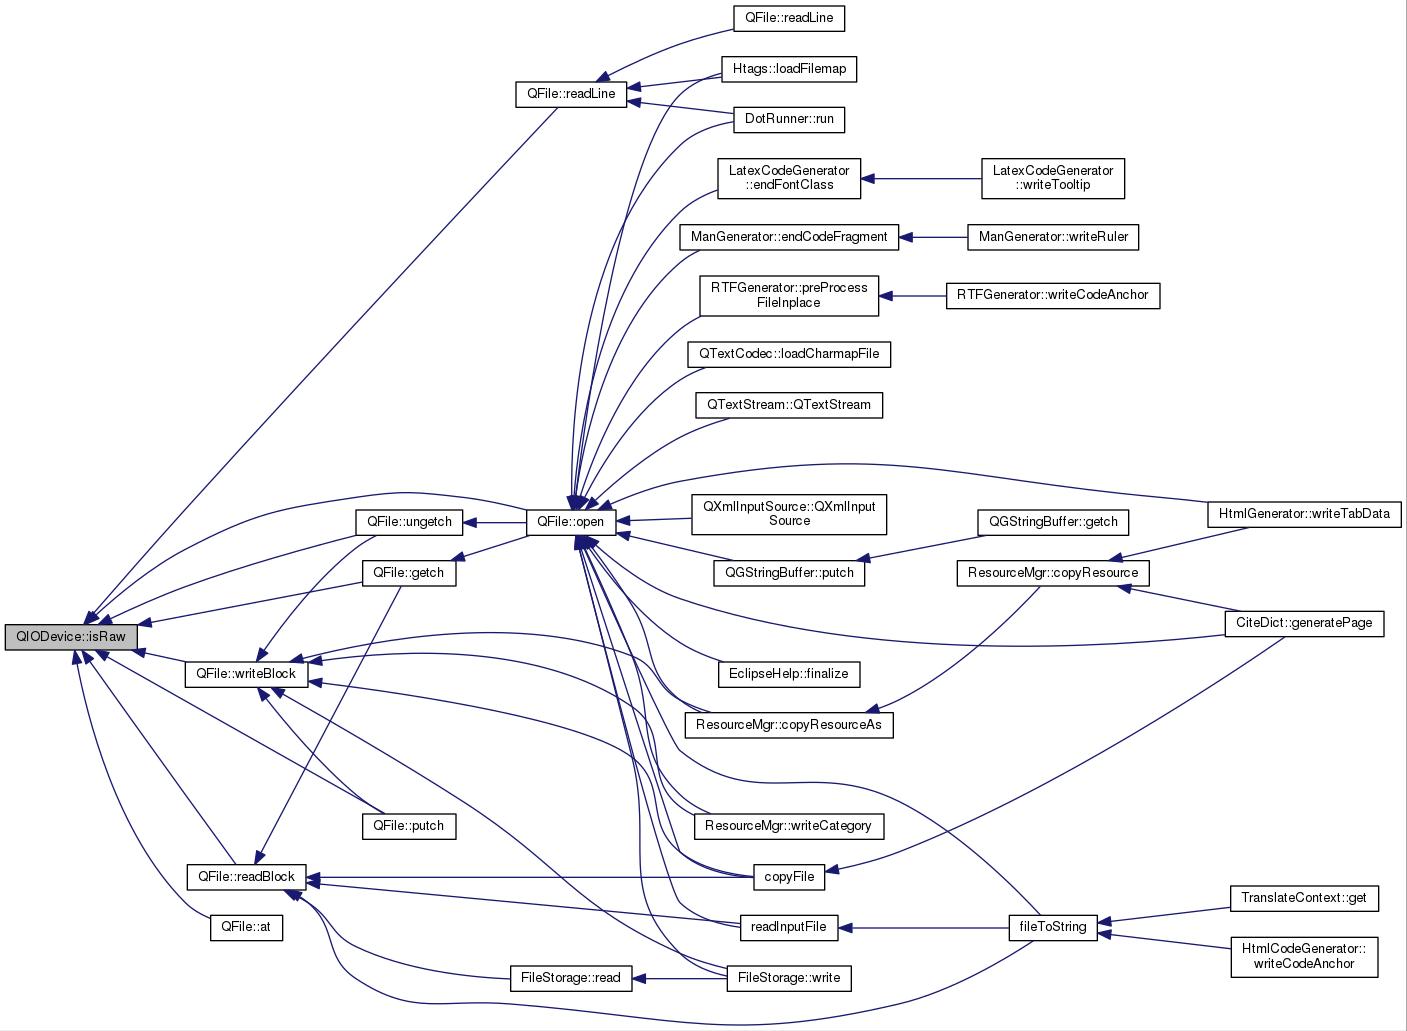 QFile::readLine
Htags::loadFilemap
QFile::readLine
DotRunner::run
LatexCodeGenerator
::endFontClass
LatexCodeGenerator
::writeTooltip
ManGenerator::endCodeFragment
ManGenerator::writeRuler
RTFGenerator::preProcess
FileInplace
RTFGenerator::writeCodeAnchor
QTextCodec::loadCharmapFile
QTextStream::QTextStream
QXmlInputSource::QXmlInput
Source
HtmlGenerator::writeTabData
QFile::ungetch
QFile::open
QGStringBuffer::getch
QFile::getch
QGStringBuffer::putch
ResourceMgr::copyResource
CiteDict::generatePage
QIODevice::isRaw
QFile::writeBlock
EclipseHelp::finalize
ResourceMgr::copyResourceAs
QFile::putch
ResourceMgr::writeCategory
QFile::readBlock
copyFile
TranslateContext::get
QFile::at
readInputFile
fileToString
HtmlCodeGenerator::
writeCodeAnchor
FileStorage::read
FileStorage::write